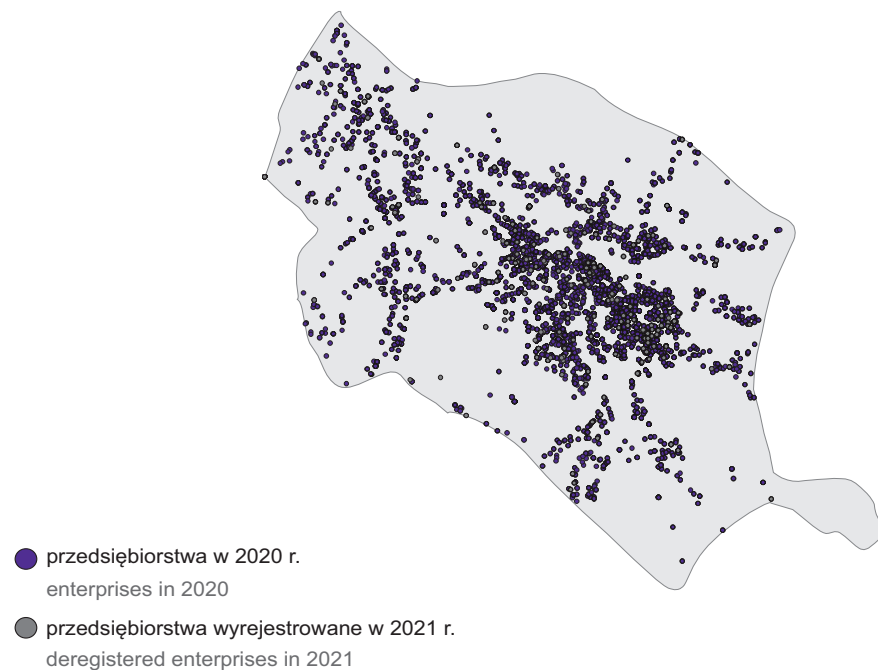 przedsiębiorstwa w 2020 r.
enterprises in 2020
przedsiębiorstwa wyrejestrowane w 2021 r.
deregistered enterprises in 2021